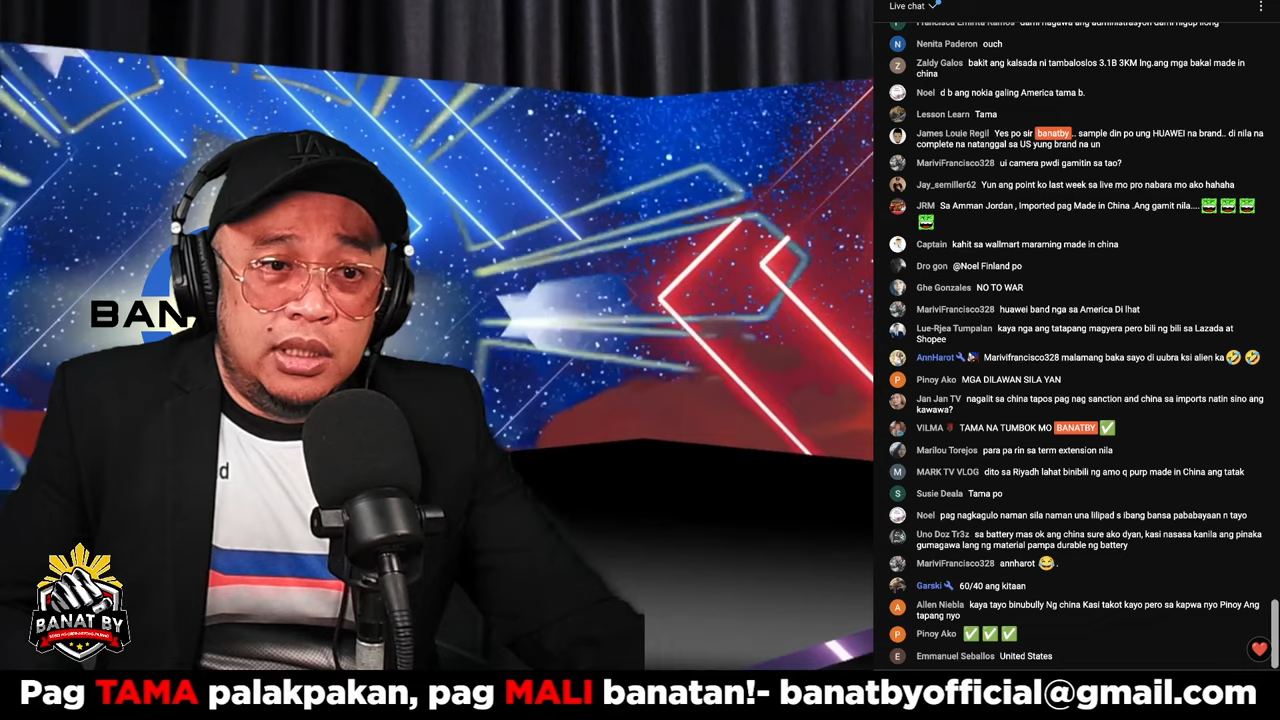 Live chat
Francisca Eminta Ramos dami nagawa ang administrasyon dami higup ilong
N Nenita Paderon ouch
Z Zaldy Galos bakit ang kalsada ni tambaloslos 3.1B 3KM lng.ang mga bakal made in
china
Noel d b ang nokia galing America tama b.
Lesson Learn Tama
James Louie Regil Yes po sir banatby.. sample din po ung HUAWEI na brand.. di nila na
complete na natanggal sa US yung brand na un
MariviFrancisco328 ui camera pwdi gamitin sa tao?
Jay_semiller62 Yun ang point ko last week sa live mo pro nabara mo ako hahaha
JRM Sa Amman Jordan , Imported pag Made in China .Ang gamit nila....
Captain kahit sa wallmart maraming made in china
Dro gon @Noel Finland po
Ghe Gonzales NO TO WAR
MariviFrancisco328 huawei band nga sa America Di lhat
Lue-Rjea Tumpalan kaya nga ang tatapang magyera pero bili ng bili sa Lazada at
Shopee
AnnHarot Marivifrancisco328 malamang baka sayo di uubra ksi alien ka 🤣 🤣
P Pinoy Ako MGA DILAWAN SILA YAN
Jan Jan TV nagalit sa china tapos pag nag sanction and china sa imports natin sino ang
kawawa?
VILMA TAMA NA TUMBOK MO BANATBY ✅
Marilou Torejos para pa rin sa term extension nila
M MARK TV VLOG dito sa Riyadh lahat binibili ng amo q purp made in China ang tatak
S Susie Deala Tama po
Noel pag nagkagulo naman sila naman una lilipad s ibang bansa pababayaan n tayo
Uno Doz Tr3z sa battery mas ok ang china sure ako dyan, kasi nasasa kanila ang pinaka
gumagawa lang ng material pampa durable ng battery
MariviFrancisco328 annharot 😂 .
Garski 60/40 ang kitaan
A Allen Niebla kaya tayo binubully Ng china Kasi takot kayo pero sa kapwa nyo Pinoy Ang
tapang nyo
P Pinoy Ako ✅ ✅ ✅
E Emmanuel Seballos United States
BAN
d
BANAT BY
Pag TAMA palakpakan, pag MALI banatan!- banatbyofficial@gmail.com